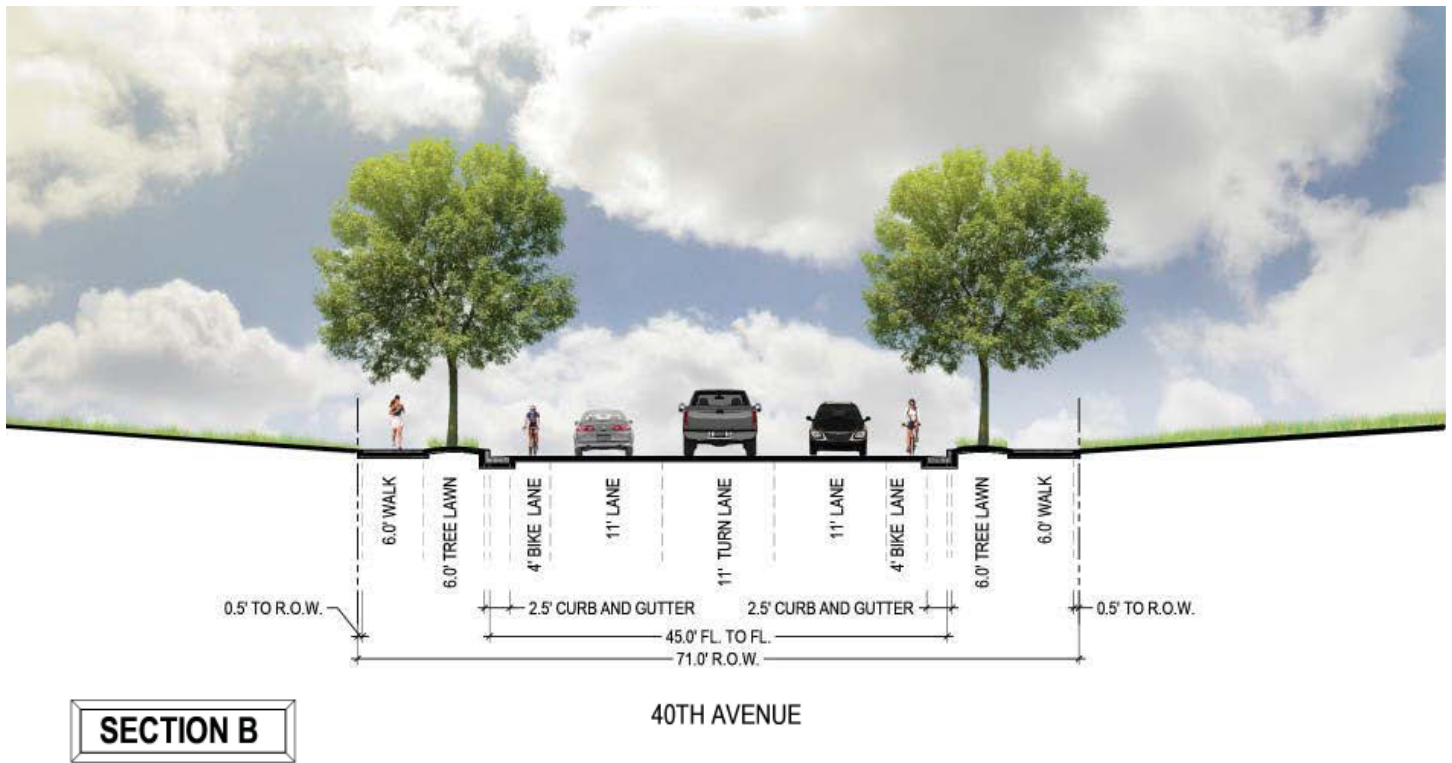 6.0' WALK
6.0' TREE LAWN
4' BIKE LANE
11' LANE
11' TURN LANE
11' LANE
4' BIKE LANE
6.0' TREE LAWN
6.0' WALK
0.5' TO R.O.W.
2.5' CURB AND GUTTER
2.5' CURB AND GUTTER
0.5' TO R.O.W.
45.0' FL. TO FL.
71.0' R.O.W.
SECTION B
40TH AVENUE